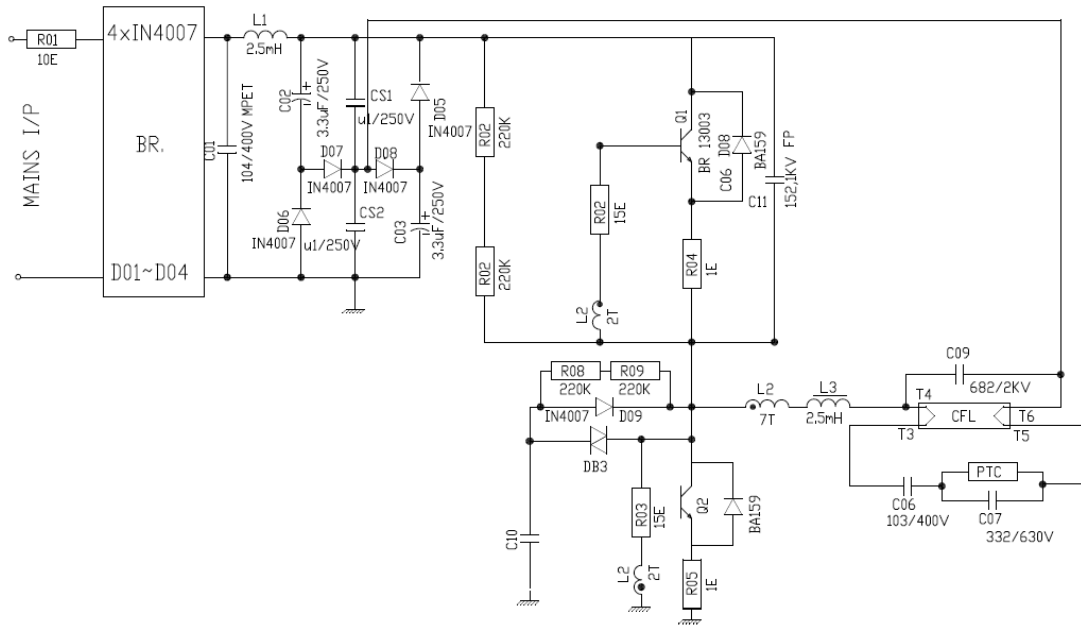 L1
2,5mH
R01
10E
4xIN4007
MAINS I/P
BR.
D01~D04
C01
104/400V MPET
C02
3.3uF/250V
CS1
u1/250V
D05
IN4007
D07
IN4007
D08
IN4007
D06
IN4007
CS2
u1/250V
C03
3.3uF/250V
R02
220K
R02
220K
R02
15E
L2
2T
Q1
BR 13003
C06
D08
BA159
C11
152,1KV FP
R04
1E
R08
220K
R09
220K
IN4007
D09
DB3
C10
R03
15E
L2
2T
Q2
BA159
R05
1E
L2
7T
L3
2,5mH
C09
682/2KV
T4
T6
CFL
T3
T5
PTC
C06
103/400V
C07
332/630V